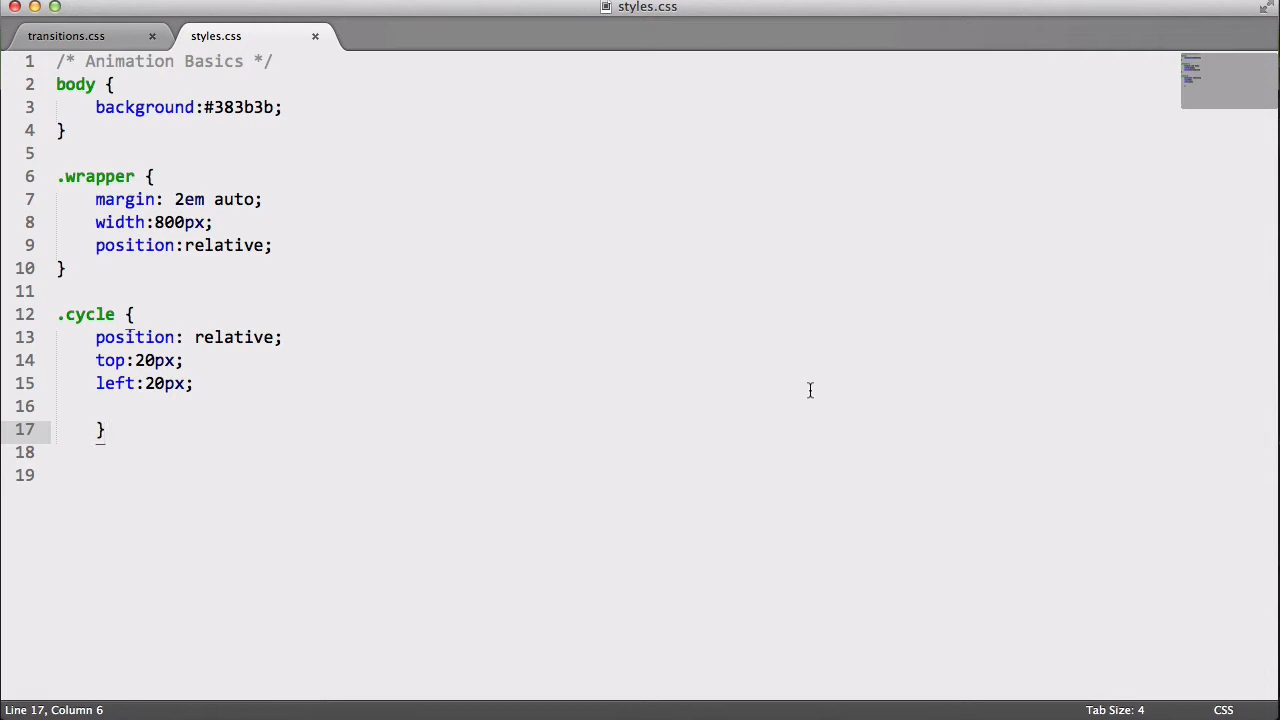 styles.css
transitions.css × styles.css ×
1 /* Animation Basics */
2 body {
3 background:#383b3b;
4 }
5
6 .wrapper {
7 margin: 2em auto;
8 width:800px;
9 position:relative;
10 }
11
12 .cycle {
13 position: relative;
14 top:20px;
15 left:20px;
16
17 }
18
19
Line 17, Column 6 Tab Size: 4 CSS